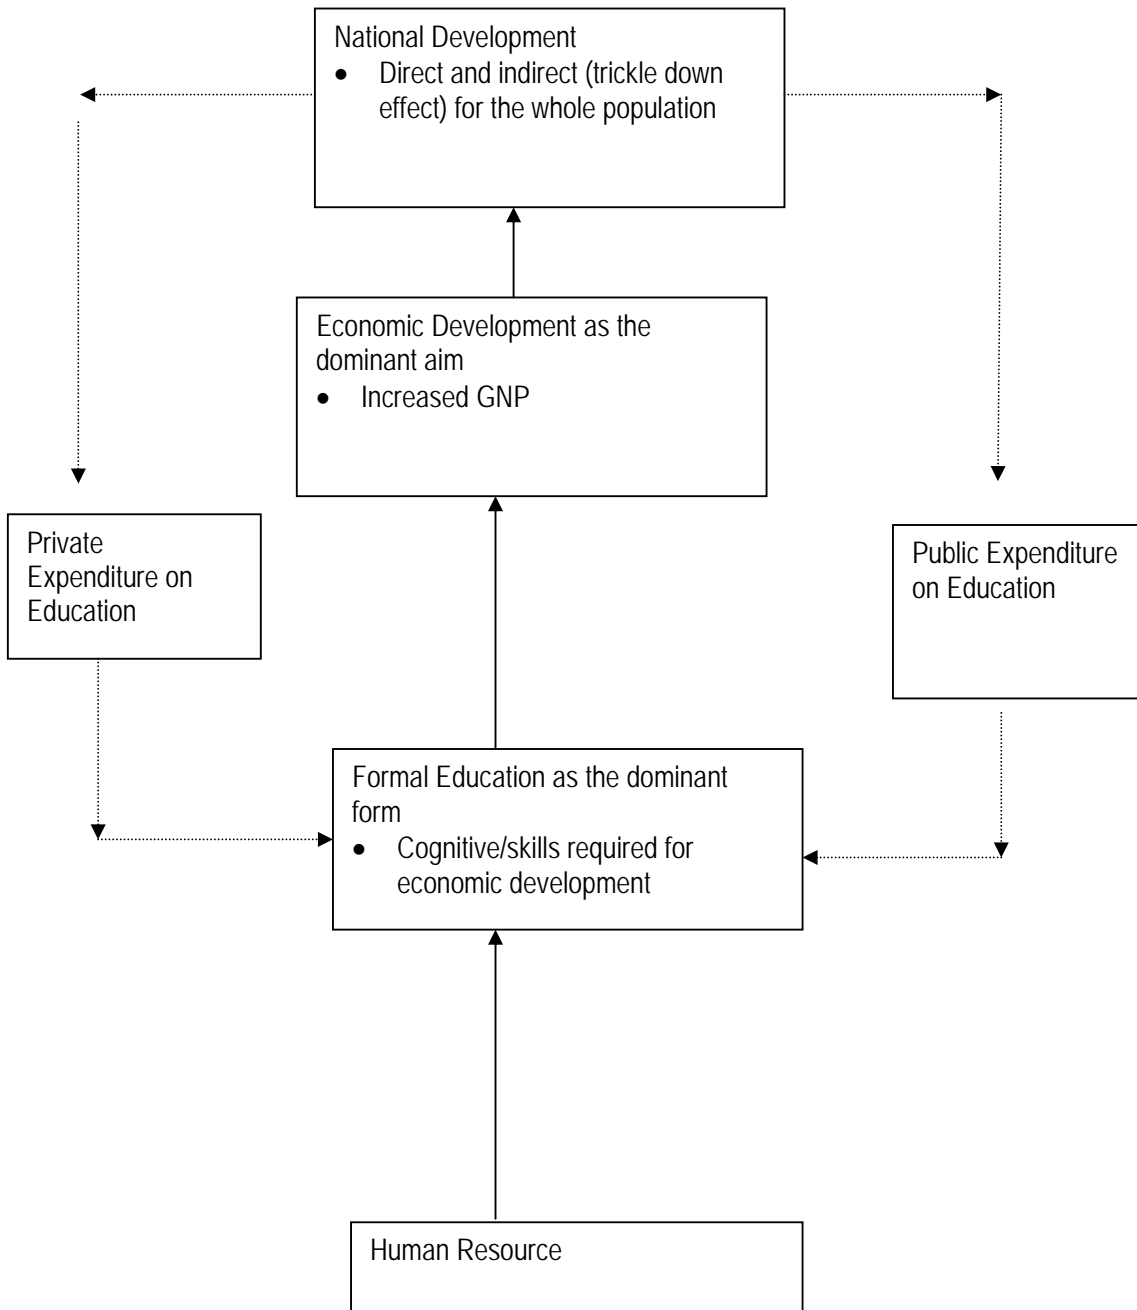 National Development
• Direct and indirect (trickle down
effect) for the whole population
Economic Development as the
dominant aim
• Increased GNP
Private
Expenditure on
Education
Public Expenditure
on Education
Formal Education as the dominant
form
• Cognitive/skills required for
economic development
Human Resource